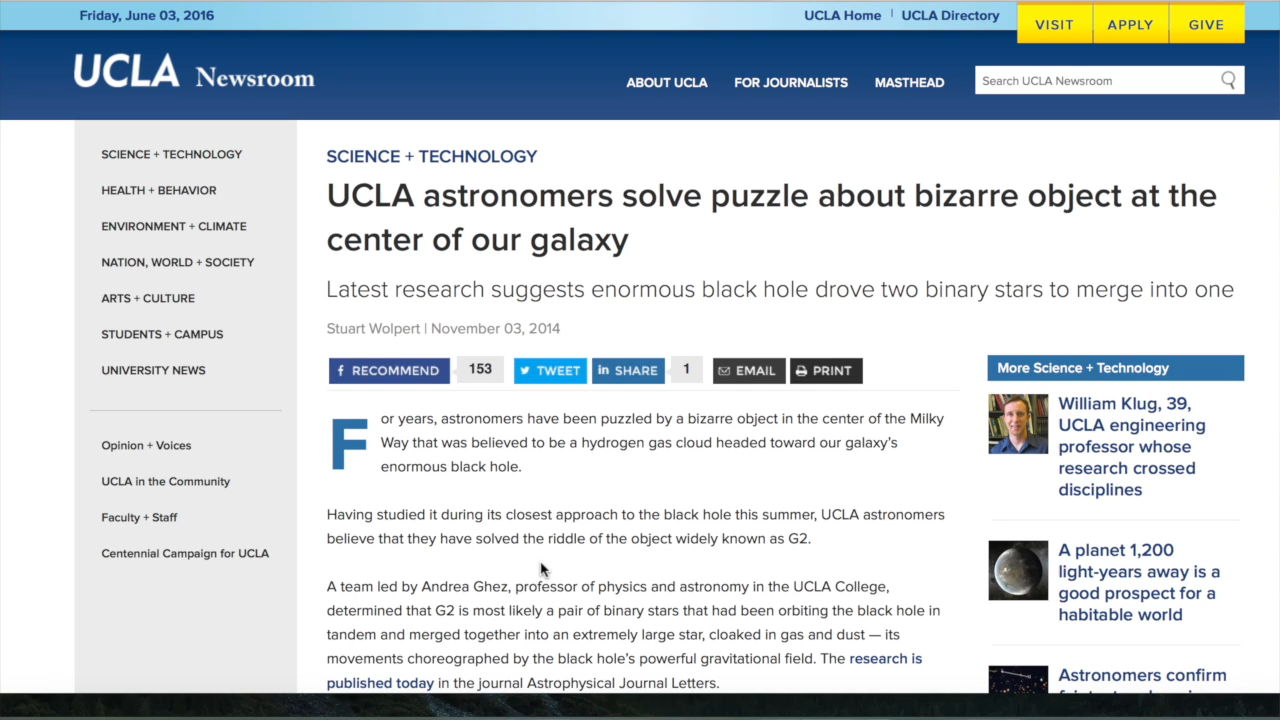 Friday, June 03, 2016
UCLA Home | UCLA Directory
VISIT
APPLY
GIVE
UCLA Newsroom
ABOUT UCLA
FOR JOURNALISTS
MASTHEAD
Search UCLA Newsroom
SCIENCE + TECHNOLOGY
HEALTH + BEHAVIOR
ENVIRONMENT + CLIMATE
NATION, WORLD + SOCIETY
ARTS + CULTURE
STUDENTS + CAMPUS
UNIVERSITY NEWS
Opinion + Voices
UCLA in the Community
Faculty + Staff
Centennial Campaign for UCLA
SCIENCE + TECHNOLOGY
UCLA astronomers solve puzzle about bizarre object at the
center of our galaxy
Latest research suggests enormous black hole drove two binary stars to merge into one
Stuart Wolpert | November 03, 2014
f RECOMMEND 153
TWEET
in SHARE 1
EMAIL
PRINT
For years, astronomers have been puzzled by a bizarre object in the center of the Milky
Way that was believed to be a hydrogen gas cloud headed toward our galaxy's
enormous black hole.
Having studied it during its closest approach to the black hole this summer, UCLA astronomers
believe that they have solved the riddle of the object widely known as G2.
A team led by Andrea Ghez, professor of physics and astronomy in the UCLA College,
determined that G2 is most likely a pair of binary stars that had been orbiting the black hole in
tandem and merged together into an extremely large star, cloaked in gas and dust — its
movements choreographed by the black hole's powerful gravitational field. The research is
published today in the journal Astrophysical Journal Letters.
More Science + Technology
William Klug, 39,
UCLA engineering
professor whose
research crossed
disciplines
A planet 1,200
light-years away is a
good prospect for a
habitable world
Astronomers confirm